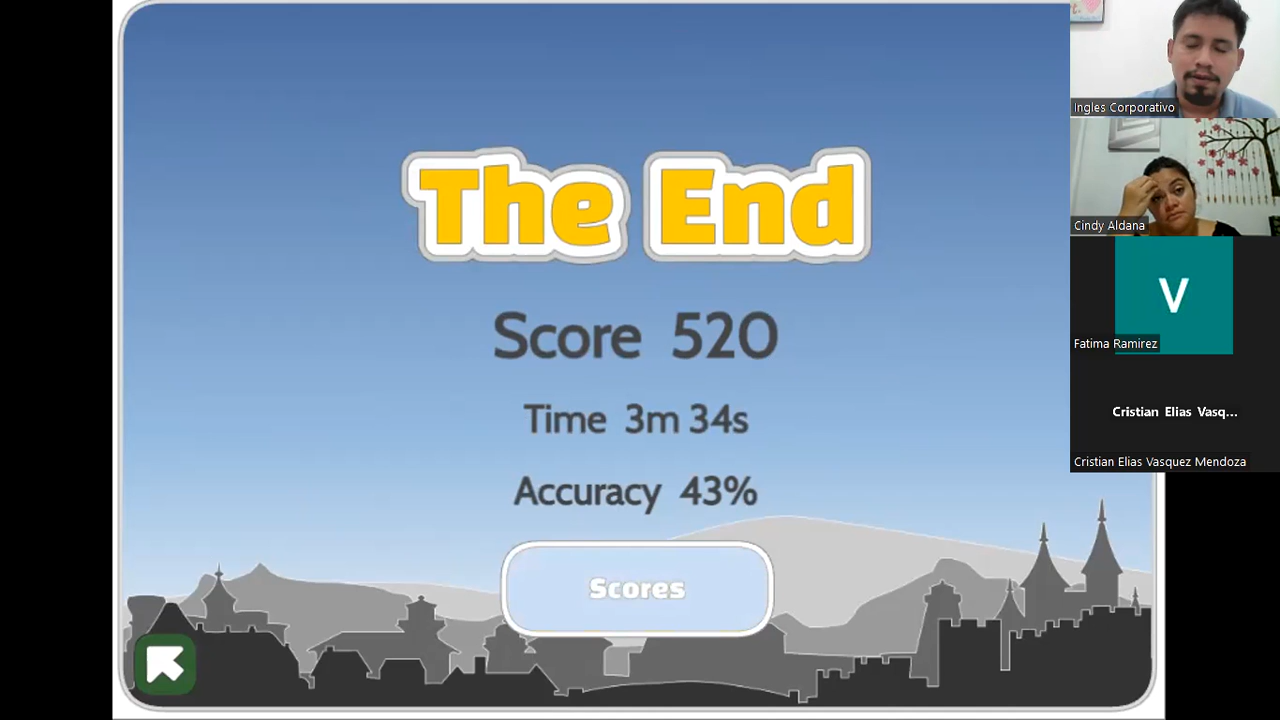 The End
Score 520
Time 3m 34s
Accuracy 43%
Scores
Ingles Corporativo
Cindy Aldana
V
Fatima Ramirez
Cristian Elias Vasq...
Cristian Elias Vasquez Mendoza